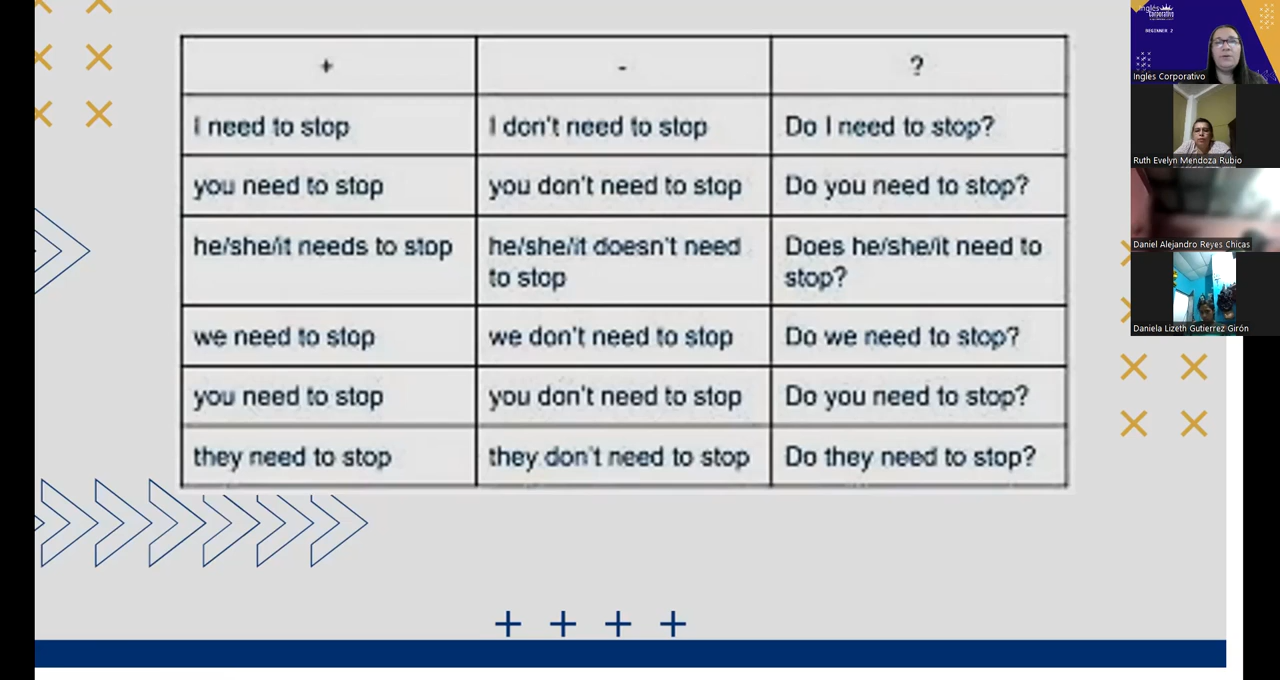 + - ?
I need to stop I don't need to stop Do I need to stop?
you need to stop you don't need to stop Do you need to stop?
he/she/it needs to stop he/she/it doesn't need Does he/she/it need to
to stop stop?
we need to stop we don't need to stop Do we need to stop?
you need to stop you don't need to stop Do you need to stop?
they need to stop they don't need to stop Do they need to stop?
Inglés
Corporativo
BEGINNER 2
Ingles Corporativo
Ruth Evelyn Mendoza Rubio
Daniel Alejandro Reyes Chicas
Daniela Lizeth Gutierrez Girón